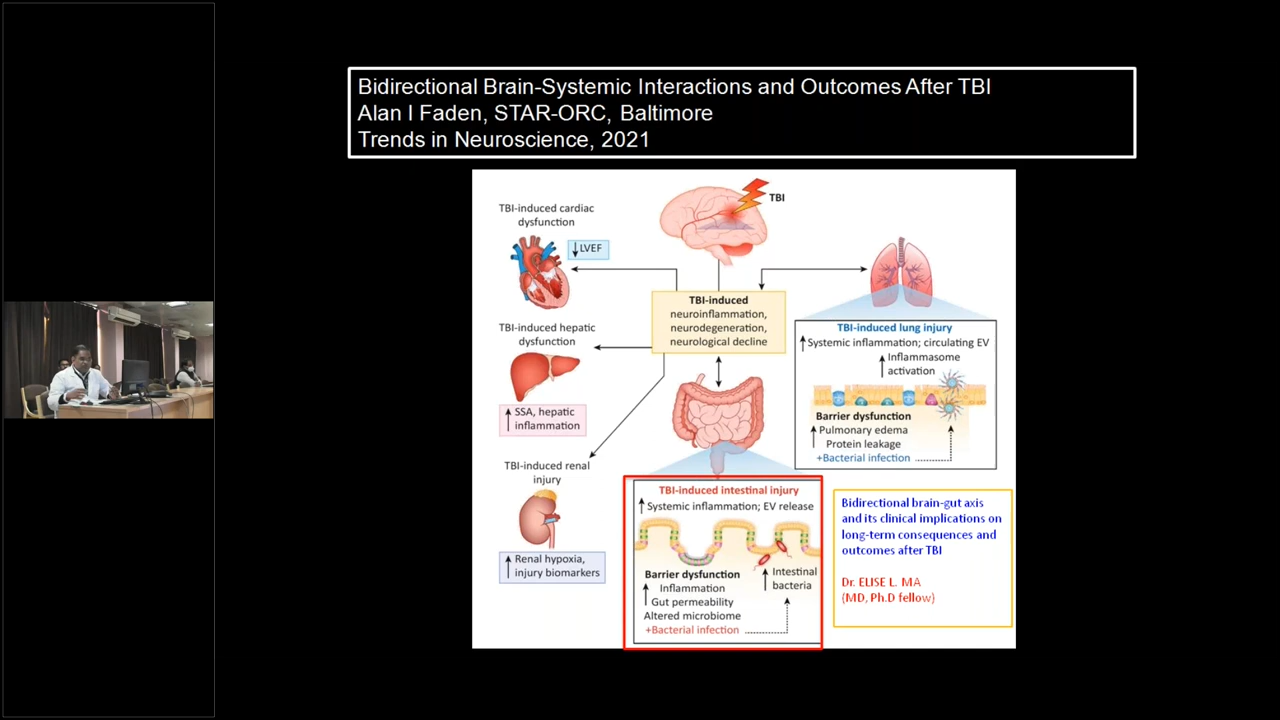 Bidirectional Brain-Systemic Interactions and Outcomes After TBI
Alan I Faden, STAR-ORC, Baltimore
Trends in Neuroscience, 2021
TBI
TBI-induced cardiac
dysfunction
↓LVEF
TBI-induced
neuroinflammation,
neurodegeneration,
neurological decline
TBI-induced hepatic
dysfunction
↑ SSA, hepatic
inflammation
TBI-induced renal
injury
↑ Renal hypoxia,
injury biomarkers
TBI-induced lung injury
↑ Systemic inflammation; circulating EV
↑ Inflammasome
activation
Barrier dysfunction
↑ Pulmonary edema
Protein leakage
+Bacterial infection
TBI-induced intestinal injury
↑ Systemic inflammation; EV release
Barrier dysfunction
↑ Inflammation
Gut permeability
Altered microbiome
+Bacterial infection
↑ Intestinal
bacteria
Bidirectional brain-gut axis
and its clinical implications on
long-term consequences and
outcomes after TBI
Dr. ELISE L. MA
(MD, Ph.D fellow)